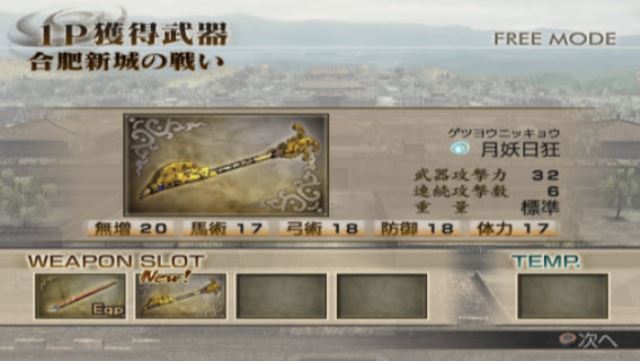 1P獲得武器
FREE MODE
合肥新城の戦い
ゲツヨウニッキョウ
月妖日狂
武器攻撃力 32
連続攻撃数 6
重量 標準
無増 20 馬術 17 弓術 18 防御 18 体力 17
WEAPON SLOT
TEMP.
New!
Eqp
次へ